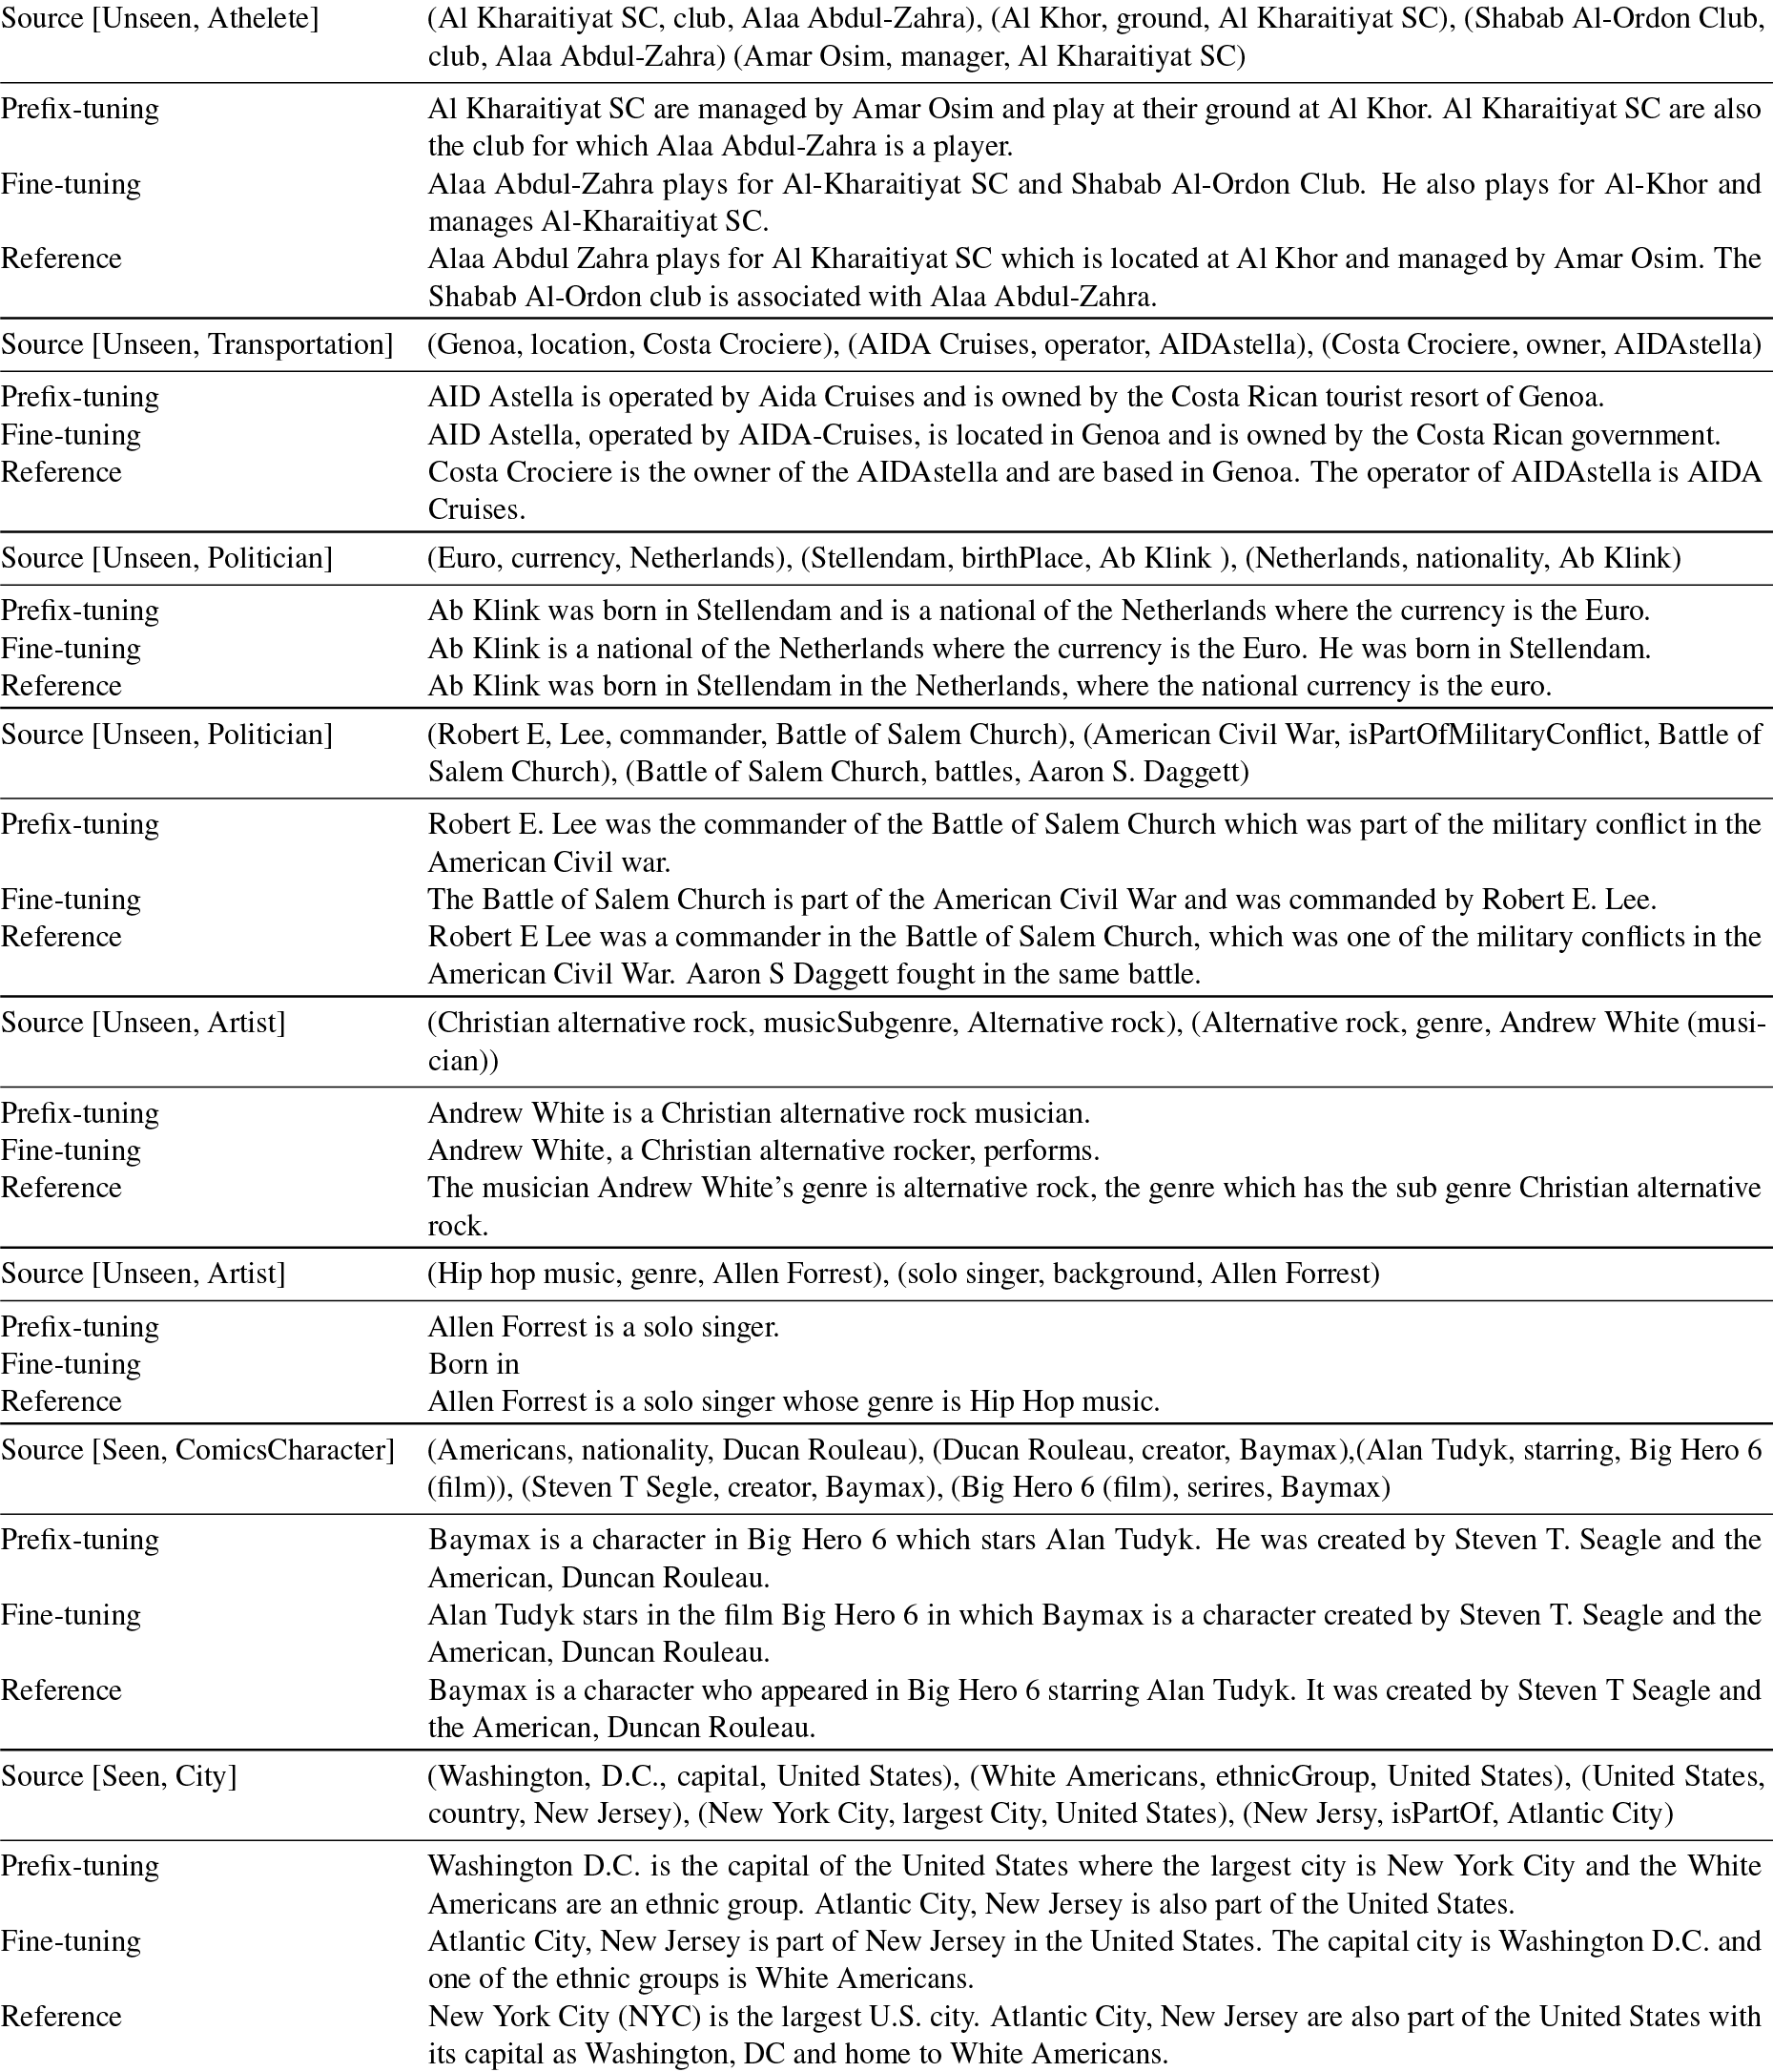 Source [Unseen, Athelete] (Al Kharaitiyat SC, club, Alaa Abdul-Zahra), (Al Khor, ground, Al Kharaitiyat SC), (Shabab Al-Ordon Club,
club, Alaa Abdul-Zahra) (Amar Osim, manager, Al Kharaitiyat SC)
Prefix-tuning Al Kharaitiyat SC are managed by Amar Osim and play at their ground at Al Khor. Al Kharaitiyat SC are also
the club for which Alaa Abdul-Zahra is a player.
Fine-tuning Alaa Abdul-Zahra plays for Al-Kharaitiyat SC and Shabab Al-Ordon Club. He also plays for Al-Khor and
manages Al-Kharaitiyat SC.
Reference Alaa Abdul Zahra plays for Al Kharaitiyat SC which is located at Al Khor and managed by Amar Osim. The
Shabab Al-Ordon club is associated with Alaa Abdul-Zahra.
Source [Unseen, Transportation] (Genoa, location, Costa Crociere), (AIDA Cruises, operator, AIDAstella), (Costa Crociere, owner, AIDAstella)
Prefix-tuning AID Astella is operated by Aida Cruises and is owned by the Costa Rican tourist resort of Genoa.
Fine-tuning AID Astella, operated by AIDA-Cruises, is located in Genoa and is owned by the Costa Rican government.
Reference Costa Crociere is the owner of the AIDAstella and are based in Genoa. The operator of AIDAstella is AIDA
Cruises.
Source [Unseen, Politician] (Euro, currency, Netherlands), (Stellendam, birthPlace, Ab Klink ), (Netherlands, nationality, Ab Klink)
Prefix-tuning Ab Klink was born in Stellendam and is a national of the Netherlands where the currency is the Euro.
Fine-tuning Ab Klink is a national of the Netherlands where the currency is the Euro. He was born in Stellendam.
Reference Ab Klink was born in Stellendam in the Netherlands, where the national currency is the euro.
Source [Unseen, Politician] (Robert E, Lee, commander, Battle of Salem Church), (American Civil War, isPartOfMilitaryConflict, Battle of
Salem Church), (Battle of Salem Church, battles, Aaron S. Daggett)
Prefix-tuning Robert E. Lee was the commander of the Battle of Salem Church which was part of the military conflict in the
American Civil war.
Fine-tuning The Battle of Salem Church is part of the American Civil War and was commanded by Robert E. Lee.
Reference Robert E Lee was a commander in the Battle of Salem Church, which was one of the military conflicts in the
American Civil War. Aaron S Daggett fought in the same battle.
Source [Unseen, Artist] (Christian alternative rock, musicSubgenre, Alternative rock), (Alternative rock, genre, Andrew White (musi-
cian))
Prefix-tuning Andrew White is a Christian alternative rock musician.
Fine-tuning Andrew White, a Christian alternative rocker, performs.
Reference The musician Andrew White's genre is alternative rock, the genre which has the sub genre Christian alternative
rock.
Source [Unseen, Artist] (Hip hop music, genre, Allen Forrest), (solo singer, background, Allen Forrest)
Prefix-tuning Allen Forrest is a solo singer.
Fine-tuning Born in
Reference Allen Forrest is a solo singer whose genre is Hip Hop music.
Source [Seen, ComicsCharacter] (Americans, nationality, Ducan Rouleau), (Ducan Rouleau, creator, Baymax),(Alan Tudyk, starring, Big Hero 6
(film)), (Steven T Segle, creator, Baymax), (Big Hero 6 (film), serires, Baymax)
Prefix-tuning Baymax is a character in Big Hero 6 which stars Alan Tudyk. He was created by Steven T. Seagle and the
American, Duncan Rouleau.
Fine-tuning Alan Tudyk stars in the film Big Hero 6 in which Baymax is a character created by Steven T. Seagle and the
American, Duncan Rouleau.
Reference Baymax is a character who appeared in Big Hero 6 starring Alan Tudyk. It was created by Steven T Seagle and
the American, Duncan Rouleau.
Source [Seen, City] (Washington, D.C., capital, United States), (White Americans, ethnicGroup, United States), (United States,
country, New Jersey), (New York City, largest City, United States), (New Jersy, isPartOf, Atlantic City)
Prefix-tuning Washington D.C. is the capital of the United States where the largest city is New York City and the White
Americans are an ethnic group. Atlantic City, New Jersey is also part of the United States.
Fine-tuning Atlantic City, New Jersey is part of New Jersey in the United States. The capital city is Washington D.C. and
one of the ethnic groups is White Americans.
Reference New York City (NYC) is the largest U.S. city. Atlantic City, New Jersey are also part of the United States with
its capital as Washington, DC and home to White Americans.